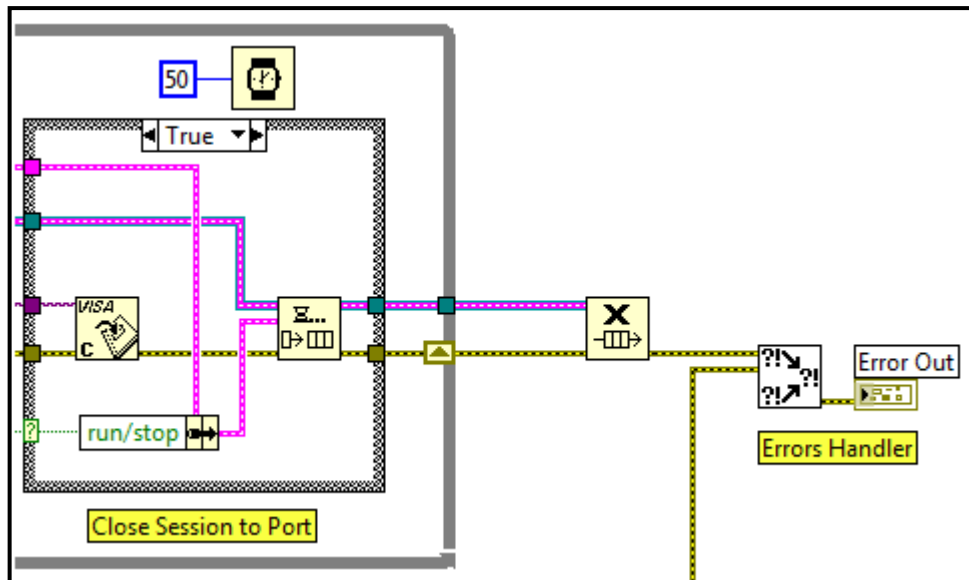 50
True
VISA
C
?
run/stop
X
?!
?!
?!
Error Out
Errors Handler
Close Session to Port